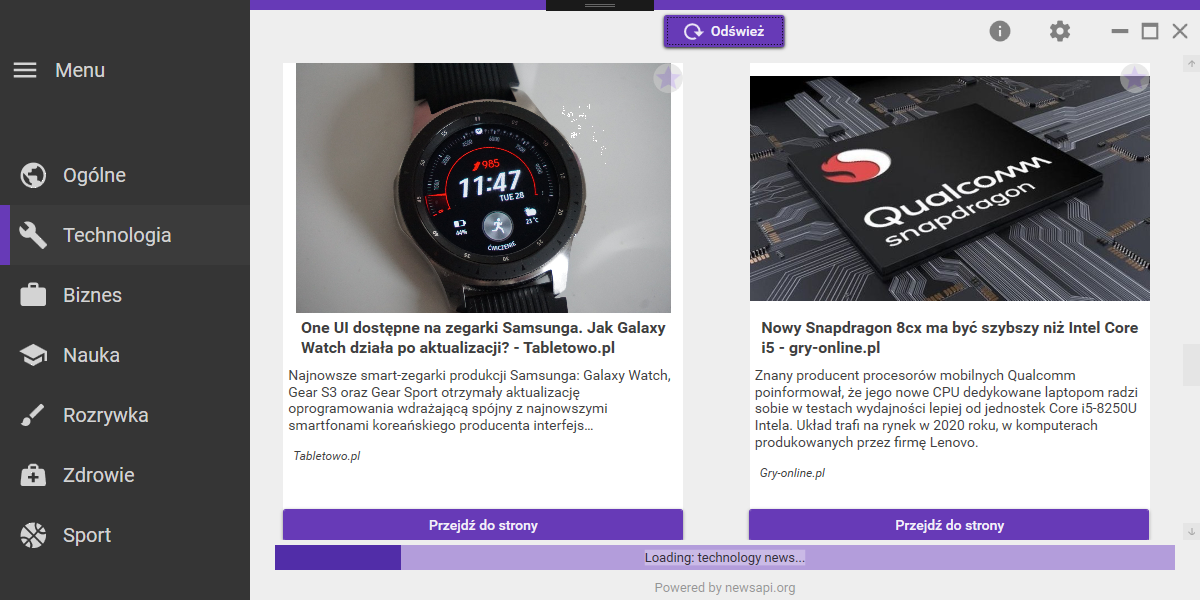 Odśwież
Menu
Ogólne
Technologia
Biznes
Nauka
Rozrywka
Zdrowie
Sport
985
11:47
TUE 28
64%
23°C
ĆWICZENIE
One UI dostępne na zegarki Samsunga. Jak Galaxy
Watch działa po aktualizacji? - Tabletowo.pl
Najnowsze smart-zegarki produkcji Samsunga: Galaxy Watch,
Gear S3 oraz Gear Sport otrzymały aktualizację
oprogramowania wdrażającą spójny z najnowszymi
smartfonami koreańskiego producenta interfejs...
Tabletowo.pl
Przejdź do strony
Qualcomm
snapdragon
Nowy Snapdragon 8cx ma być szybszy niż Intel Core
i5 - gry-online.pl
Znany producent procesorów mobilnych Qualcomm
poinformował, że jego nowe CPU dedykowane laptopom radzi
sobie w testach wydajności lepiej od jednostek Core i5-8250U
Intela. Układ trafi na rynek w 2020 roku, w komputerach
produkowanych przez firmę Lenovo.
Gry-online.pl
Przejdź do strony
Loading: technology news...
Powered by newsapi.org